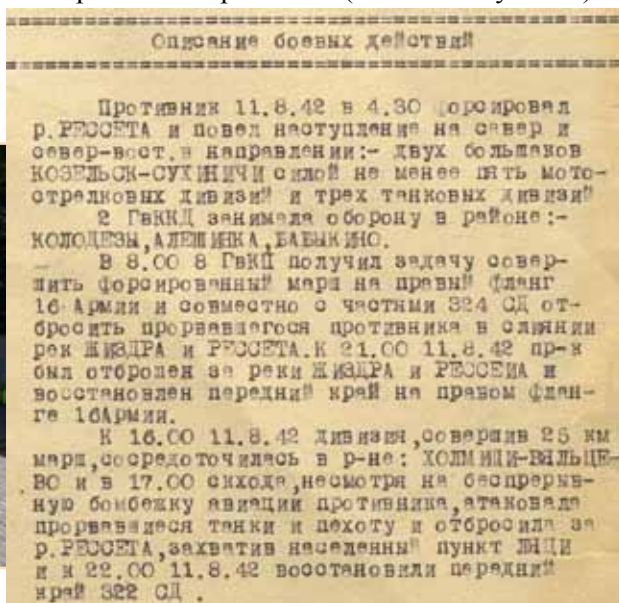 Описание боевых действий
Противник 11.8.42 в 4.30 форсировал
р.РЕССЕТА и повел наступление на север и
север-вост.в направлении:- двух большаков
КОЗЕЛЬСК-СУХИНИЧИ силой не менее пять мото-
стрелковых дивизий и трех танковых дивизий
2 ГвККД занимала оборону в районе:-
КОЛОДЕЗЫ,АЛЕШИНКА,БАБЫКИНО.
В 8.00 8 ГвКП получил задачу совер-
шить форсированный марш на правый фланг
16 Армии и совместно с частями 324 СД от-
бросить прорвавшегося противника в слиянии
рек ЖИЗДРА и РЕССЕТА.К 21.00 11.8.42 пр-к
был отброшен за реки ЖИЗДРА и РЕССЕТА и
восстановлен передний край на правом флан-
ге 16Армии.
К 16.00 11.8.42 дивизия,совершив 25 км
марш,сосредоточилась в р-не: ХОЛМИЩИ-ВЯЛЬЦЕ-
ВО и в 17.00 сихода,несмотря на беспрерыв-
ную бомбежку авиации противника,атаковала
прорвавшиеся танки и пехоту и отбросила за
р.РЕССЕТА,захватив населенный пункт
и к 22.00 11.8.42 восстановили передний
край 322 СД .